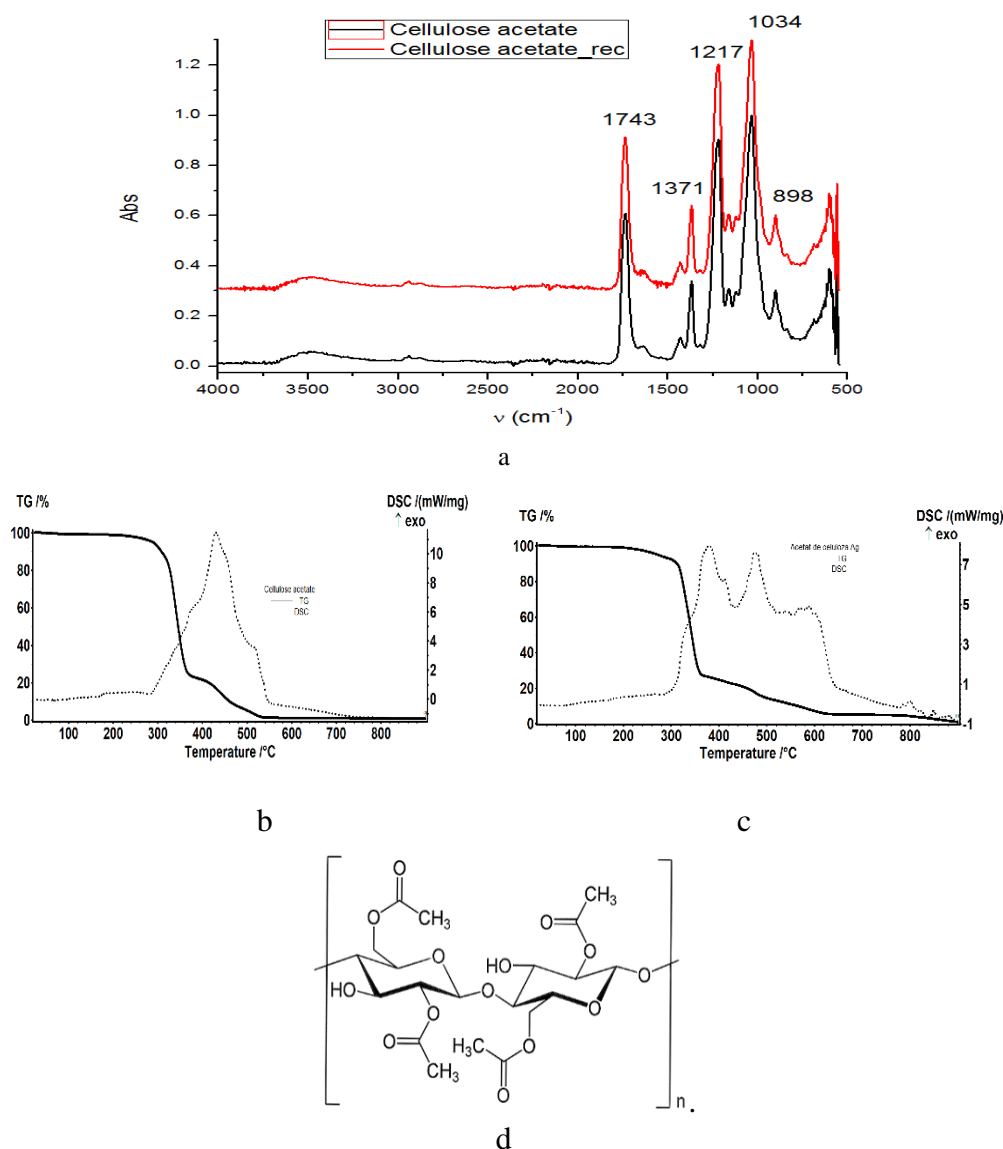 Cellulose acetate
Cellulose acetate_rec
1034
1217
1743
1371
898
1.2
1.0
0.8
0.6
0.4
0.2
0.0
Abs
4000 3500 3000 2500 2000 1500 1000 500
ν (cm⁻¹)
a
TG /%
DSC /(mW/mg)
↑ exo
100
80
60
40
20
0
10
8
6
4
2
0
Cellulose acetate
TG
DSC
100 200 300 400 500 600 700 800
Temperature /°C
b
TG /%
DSC /(mW/mg)
↑ exo
100
80
60
40
20
0
7
5
3
1
-1
Acetat de celuloza Ag
TG
DSC
100 200 300 400 500 600 700 800
Temperature /°C
c
O
CH₃
O
O
CH₃
O
O
O
HO
O
HO
O
O
O
O
O
H₃C
O
CH₃
O
n .
d